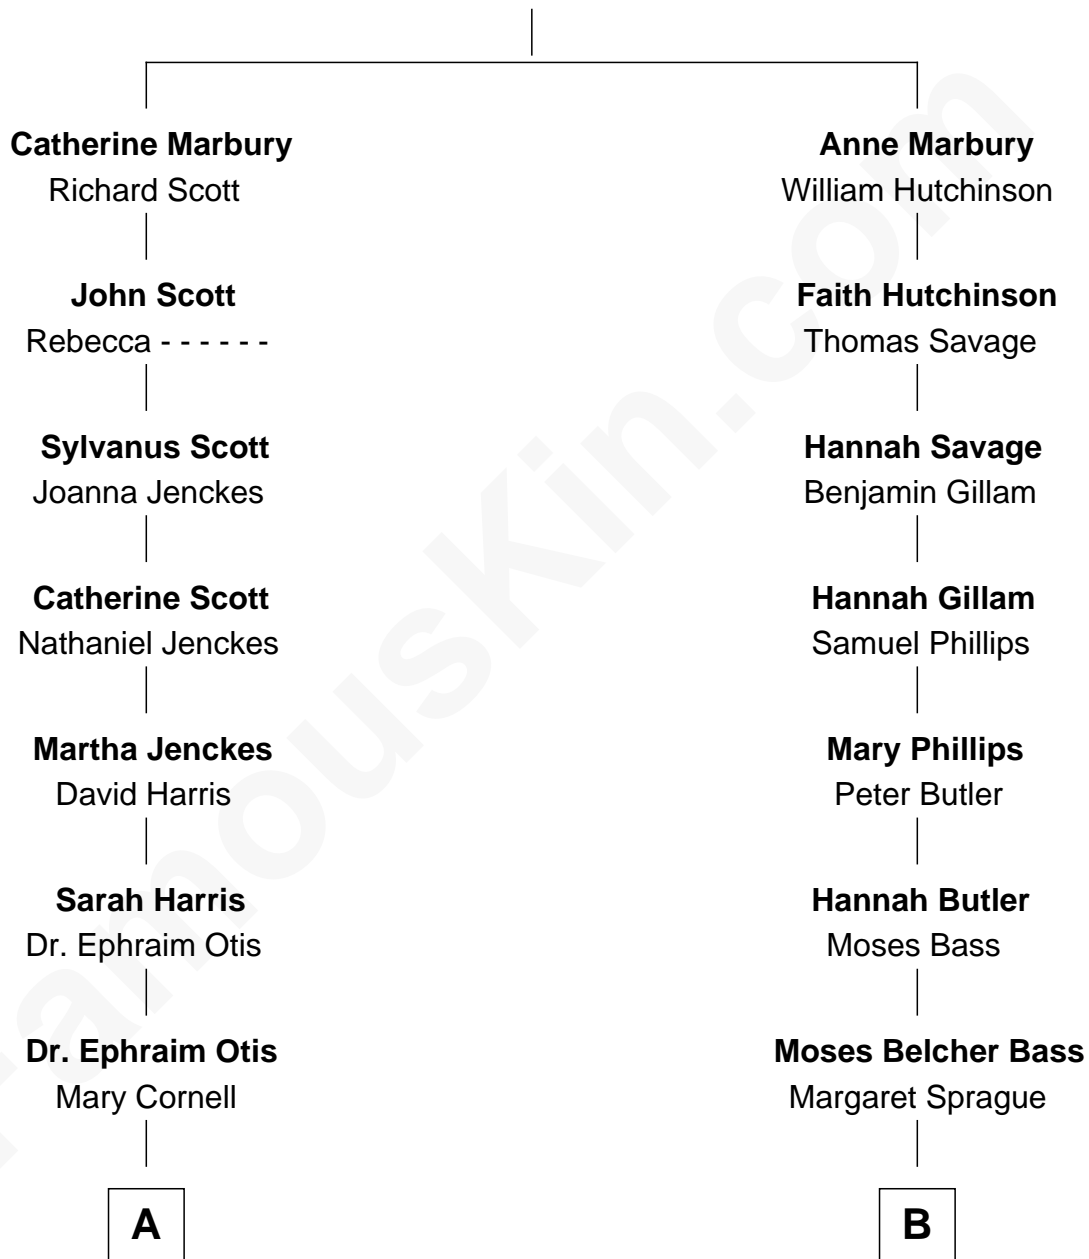 Catherine Marbury
Richard Scott
John Scott
Rebecca - - - - - -
Sylvanus Scott
Joanna Jenckes
Catherine Scott
Nathaniel Jenckes
Martha Jenckes
David Harris
Sarah Harris
Dr. Ephraim Otis
Dr. Ephraim Otis
Mary Cornell
A
Anne Marbury
William Hutchinson
Faith Hutchinson
Thomas Savage
Hannah Savage
Benjamin Gillam
Hannah Gillam
Samuel Phillips
Mary Phillips
Peter Butler
Hannah Butler
Moses Bass
Moses Belcher Bass
Margaret Sprague
B
FamousKin.com